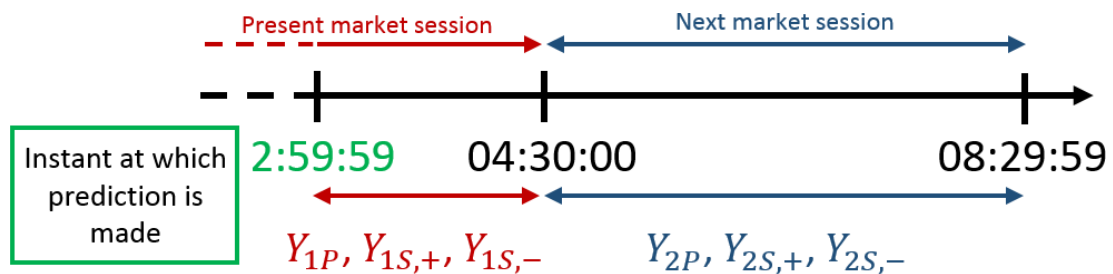 Present market session
Next market session
Instant at which
prediction is
made
2:59:59
04:30:00
08:29:59
Y1P, Y1S,+, Y1S,−
Y2P, Y2S,+, Y2S,−